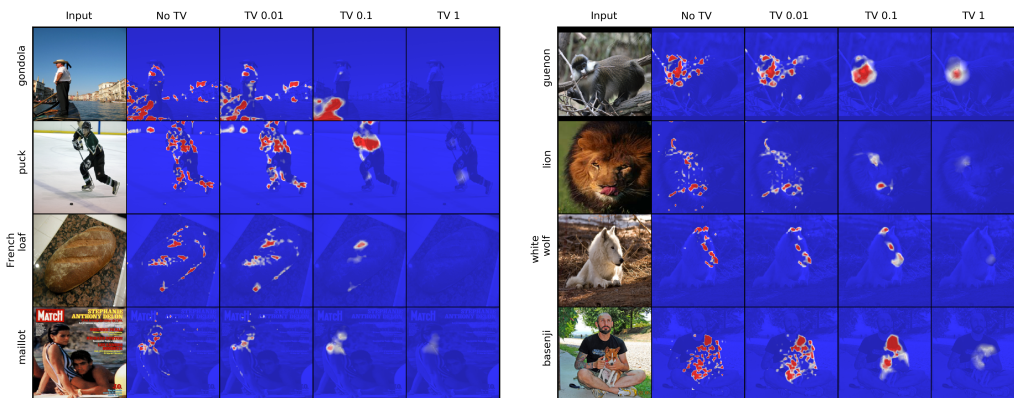 Input No TV TV 0.01 TV 0.1 TV 1
gondola
puck
French
loaf
maillot
MATCH
STEPHANIE
ANTHONY DELON
Input No TV TV 0.01 TV 0.1 TV 1
guenon
lion
white
wolf
basenji